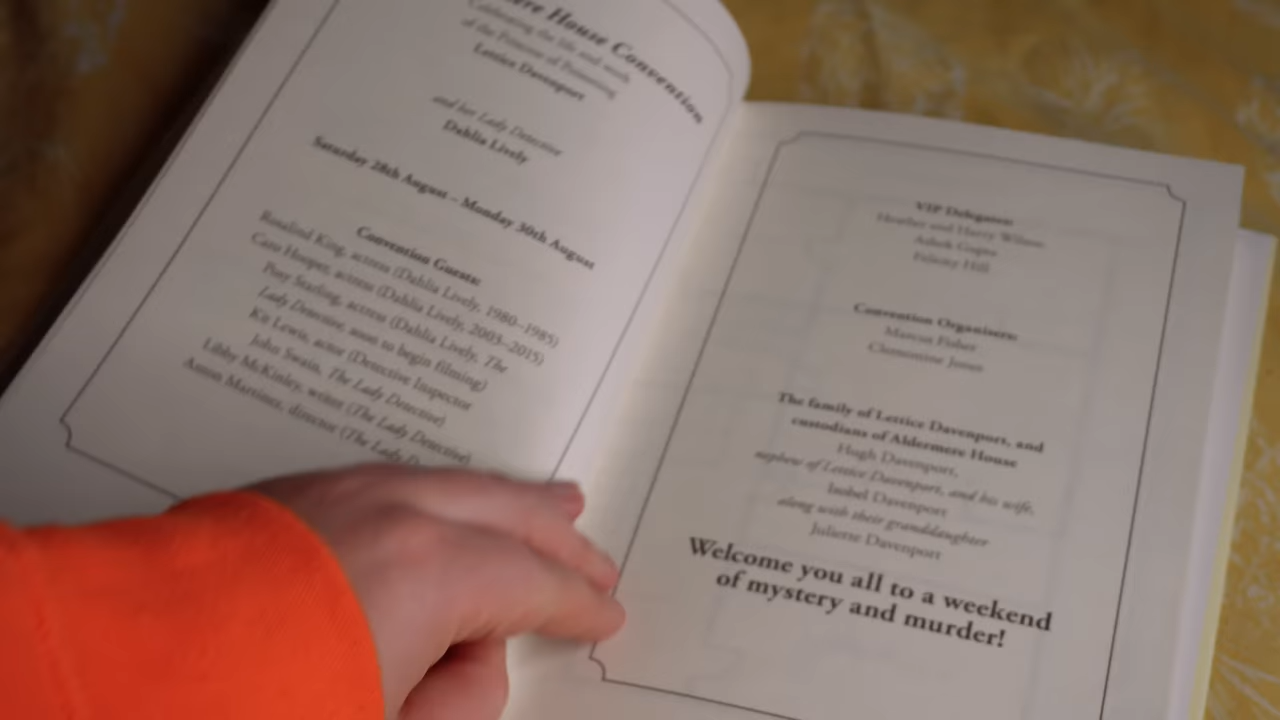 House Convention
Celebrating the life and work
of the Princess of Poisoning
Lettice Davenport
and her Lady Detective
Dahlia Lively
Saturday 28th August – Monday 30th August
Convention Guests:
Rosalind King, actress (Dahlia Lively, 1980–1985)
Caro Hooper, actress (Dahlia Lively, 2003–2015)
Posy Starling, actress (Dahlia Lively, The
Lady Detective, soon to begin filming)
Kit Lewis, actor (Detective Inspector
John Swain, The Lady Detective)
Libby McKinley, writer (The Lady Detective)
Anton Martinez, director (The Lady
VIP Delegates:
Heather and Harry Wilson
Ashok Gupta
Felicity Hill
Convention Organisers:
Marcus Fisher
Clementine Jones
The family of Lettice Davenport, and
custodians of Aldermere House
Hugh Davenport,
nephew of Lettice Davenport, and his wife,
Isobel Davenport
along with their granddaughter
Juliette Davenport
Welcome you all to a weekend
of mystery and murder!